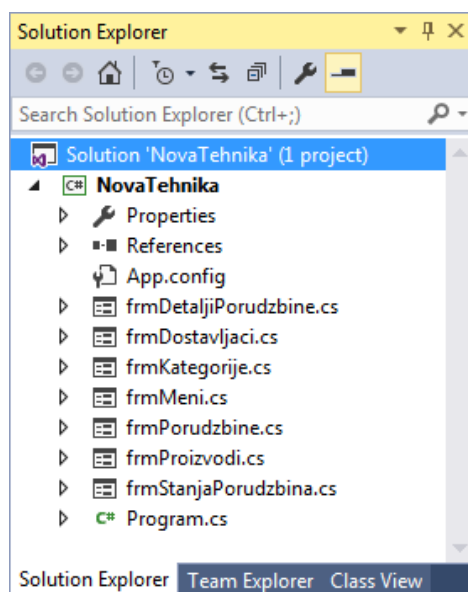 Solution Explorer
Search Solution Explorer (Ctrl+;)
Solution 'NovaTehnika' (1 project)
C# NovaTehnika
Properties
References
App.config
frmDetaljiPorudzbine.cs
frmDostavljaci.cs
frmKategorije.cs
frmMeni.cs
frmPorudzbine.cs
frmProizvodi.cs
frmStanjaPorudzbina.cs
C# Program.cs
Solution Explorer Team Explorer Class View